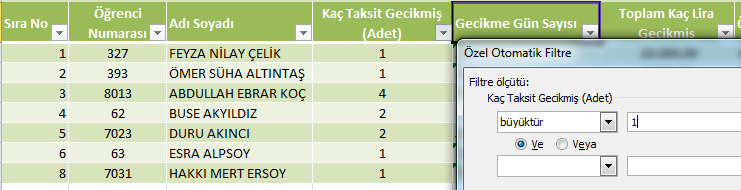 Sıra No Öğrenci Numarası Adı Soyadı Kaç Taksit Gecikmiş (Adet) Gecikme Gün Sayısı Toplam Kaç Lira Gecikmiş
1 327 FEYZA NİLAY ÇELİK 1
2 393 ÖMER SÜHA ALTINTAŞ 1
3 8013 ABDULLAH EBRAR KOÇ 4
4 62 BUSE AKYILDIZ 2
5 7023 DURU AKINCI 2
6 63 ESRA ALPSOY 1
8 7031 HAKKI MERT ERSOY 1
Özel Otomatik Filtre
Filtre ölçütü:
Kaç Taksit Gecikmiş (Adet)
büyüktür 1
Ve Veya